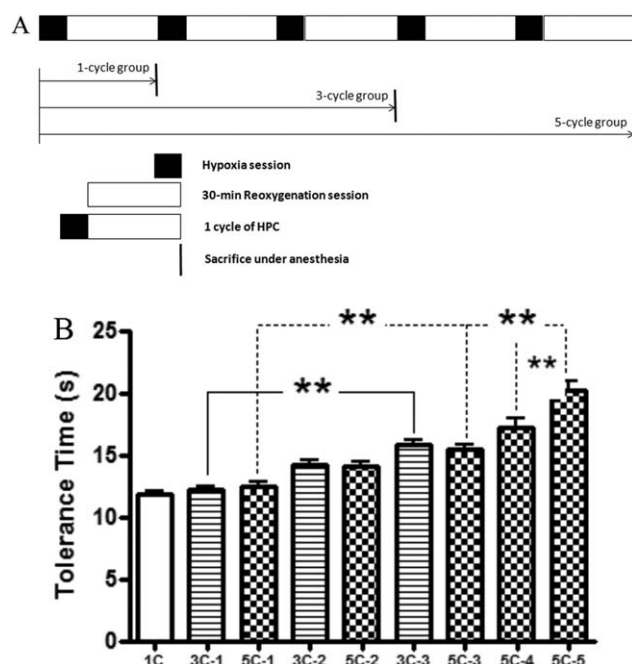 A
1-cycle group
3-cycle group
5-cycle group
Hypoxia session
30-min Reoxygenation session
1 cycle of HPC
Sacrifice under anesthesia
B
Tolerance Time (s)
25
20
15
10
5
0
**
**
**
**
1C 3C-1 5C-1 3C-2 5C-2 3C-3 5C-3 5C-4 5C-5